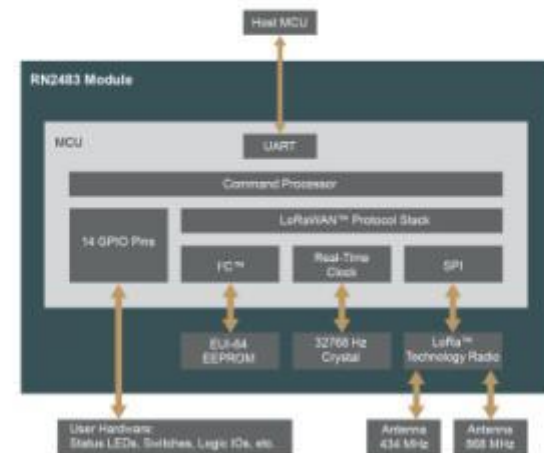 Host MCU
RN2483 Module
MCU
UART
Command Processor
LoRaWAN™ Protocol Stack
14 GPIO Pins
I²C™
Real-Time
Clock
SPI
EUI-64
EEPROM
32768 Hz
Crystal
LoRa™
Technology Radio
User Hardware:
Status LEDs, Switches, Logic IOs, etc.
Antenna
434 MHz
Antenna
868 MHz